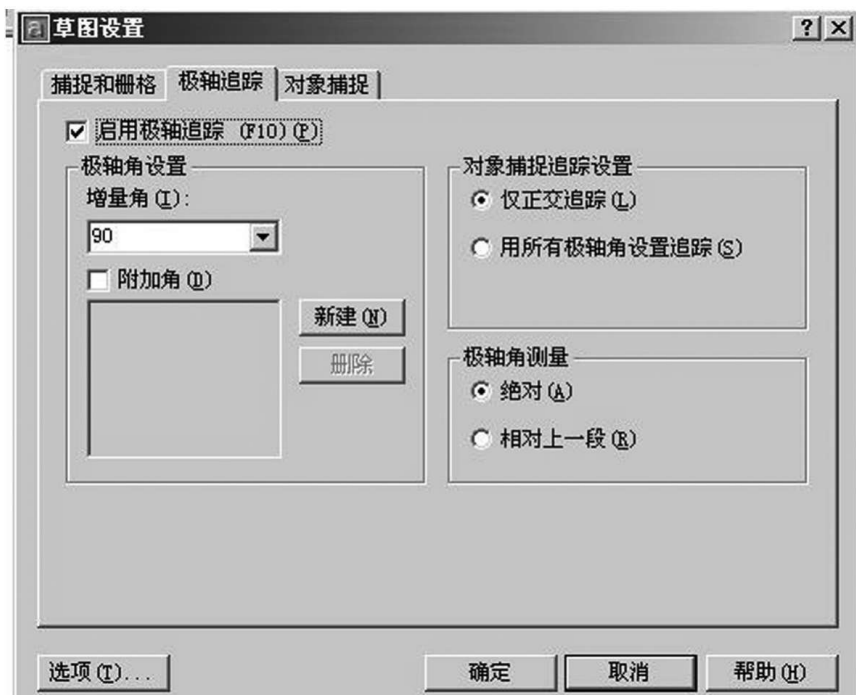 草图设置
捕捉和栅格 极轴追踪 对象捕捉
启用极轴追踪 (F10)(P)
极轴角设置
增量角(I):
90
附加角(D)
新建(N)
删除
对象捕捉追踪设置
仅正交追踪(L)
用所有极轴角设置追踪(S)
极轴角测量
绝对(A)
相对上一段(R)
选项(T)... 确定 取消 帮助(H)